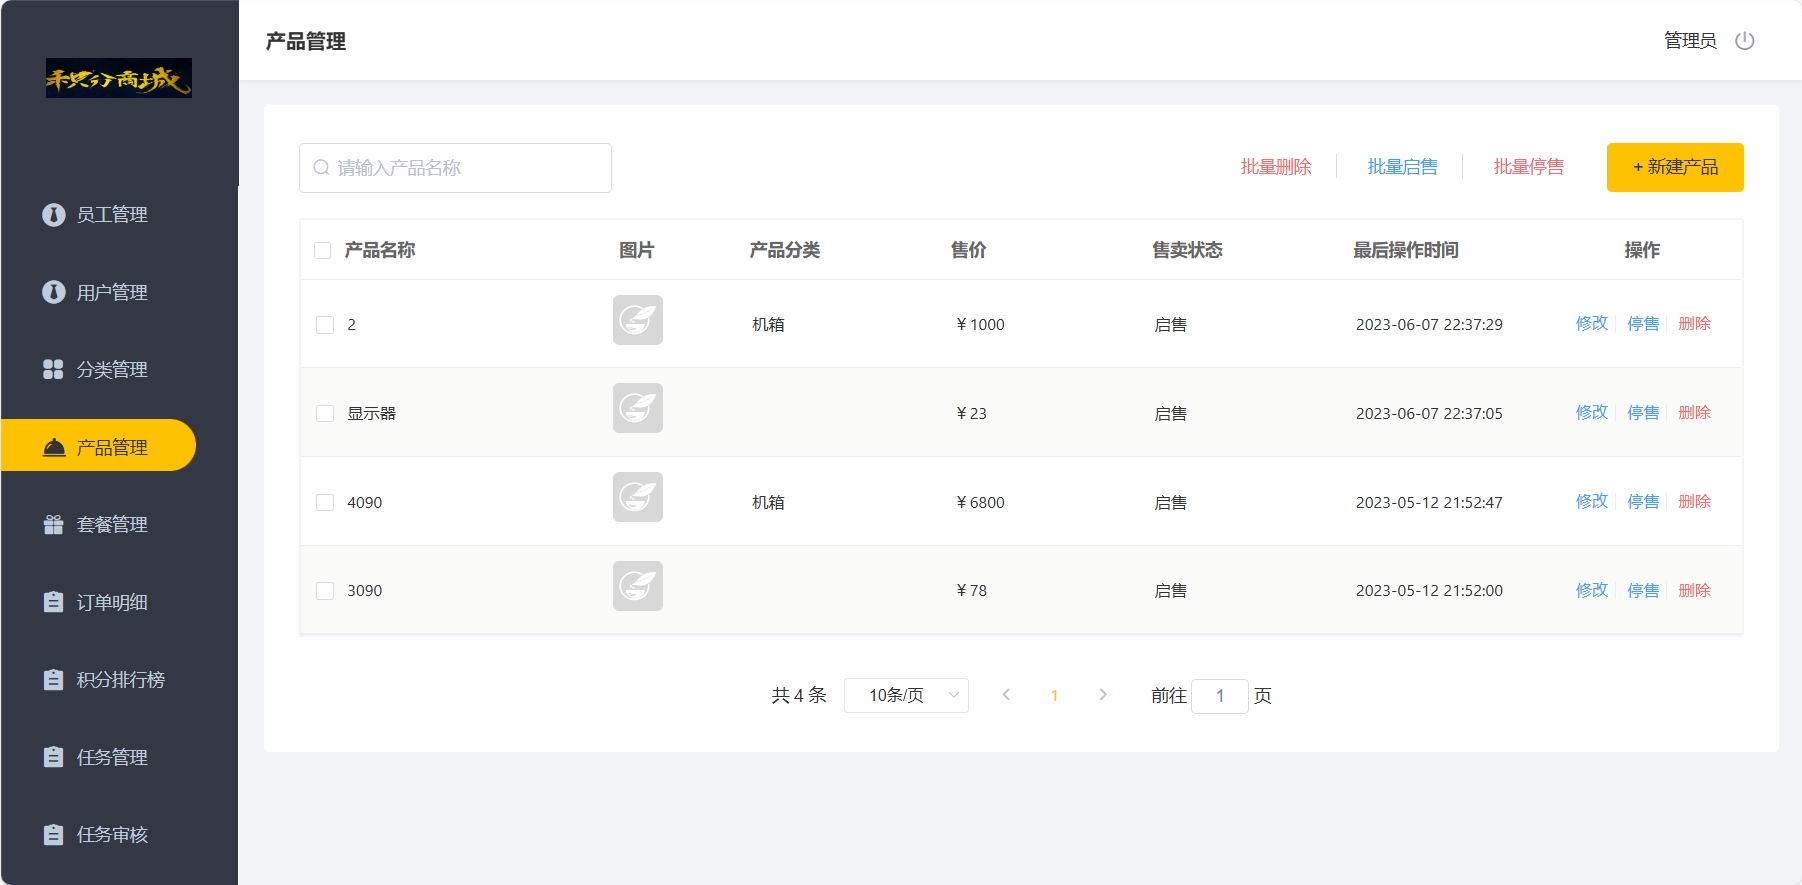 积分商城
员工管理
用户管理
分类管理
产品管理
套餐管理
订单明细
积分排行榜
任务管理
任务审核
产品管理
管理员
请输入产品名称
批量删除 批量启售 批量停售 + 新建产品
产品名称 图片 产品分类 售价 售卖状态 最后操作时间 操作
2 机箱 ￥1000 启售 2023-06-07 22:37:29 修改 停售 删除
显示器 ￥23 启售 2023-06-07 22:37:05 修改 停售 删除
4090 机箱 ￥6800 启售 2023-05-12 21:52:47 修改 停售 删除
3090 ￥78 启售 2023-05-12 21:52:00 修改 停售 删除
共 4 条 10条/页 1 前往 1 页